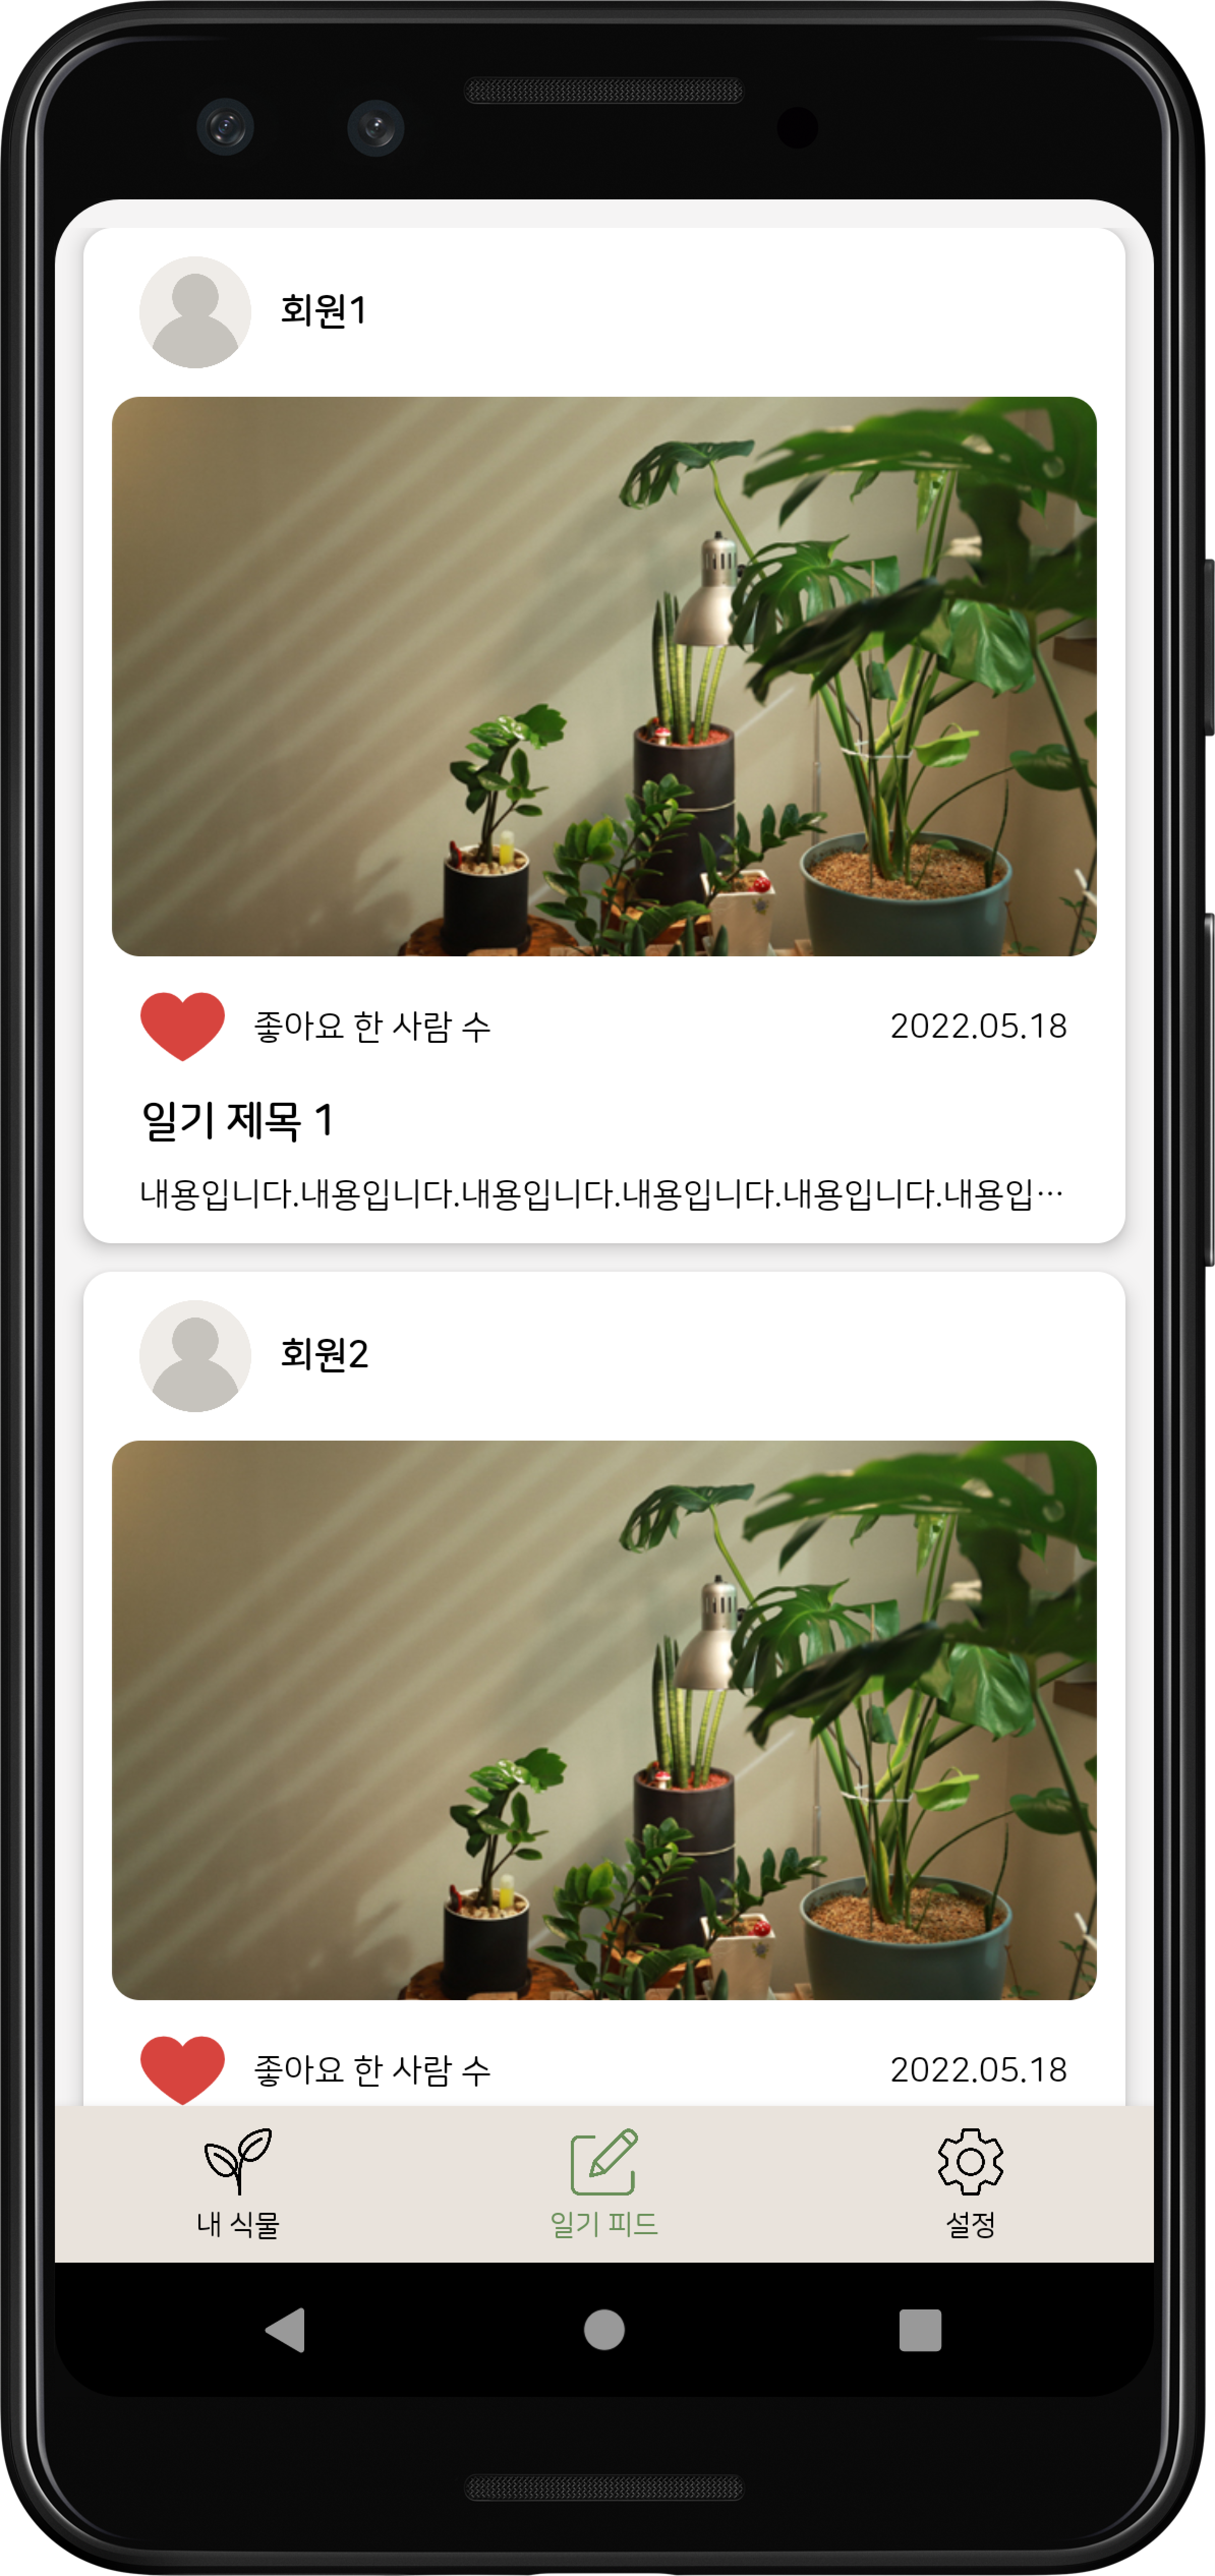 회원1
좋아요 한 사람 수 2022.05.18
일기 제목 1
내용입니다.내용입니다.내용입니다.내용입니다.내용입니다.내용입…
회원2
좋아요 한 사람 수 2022.05.18
내 식물 일기 피드 설정